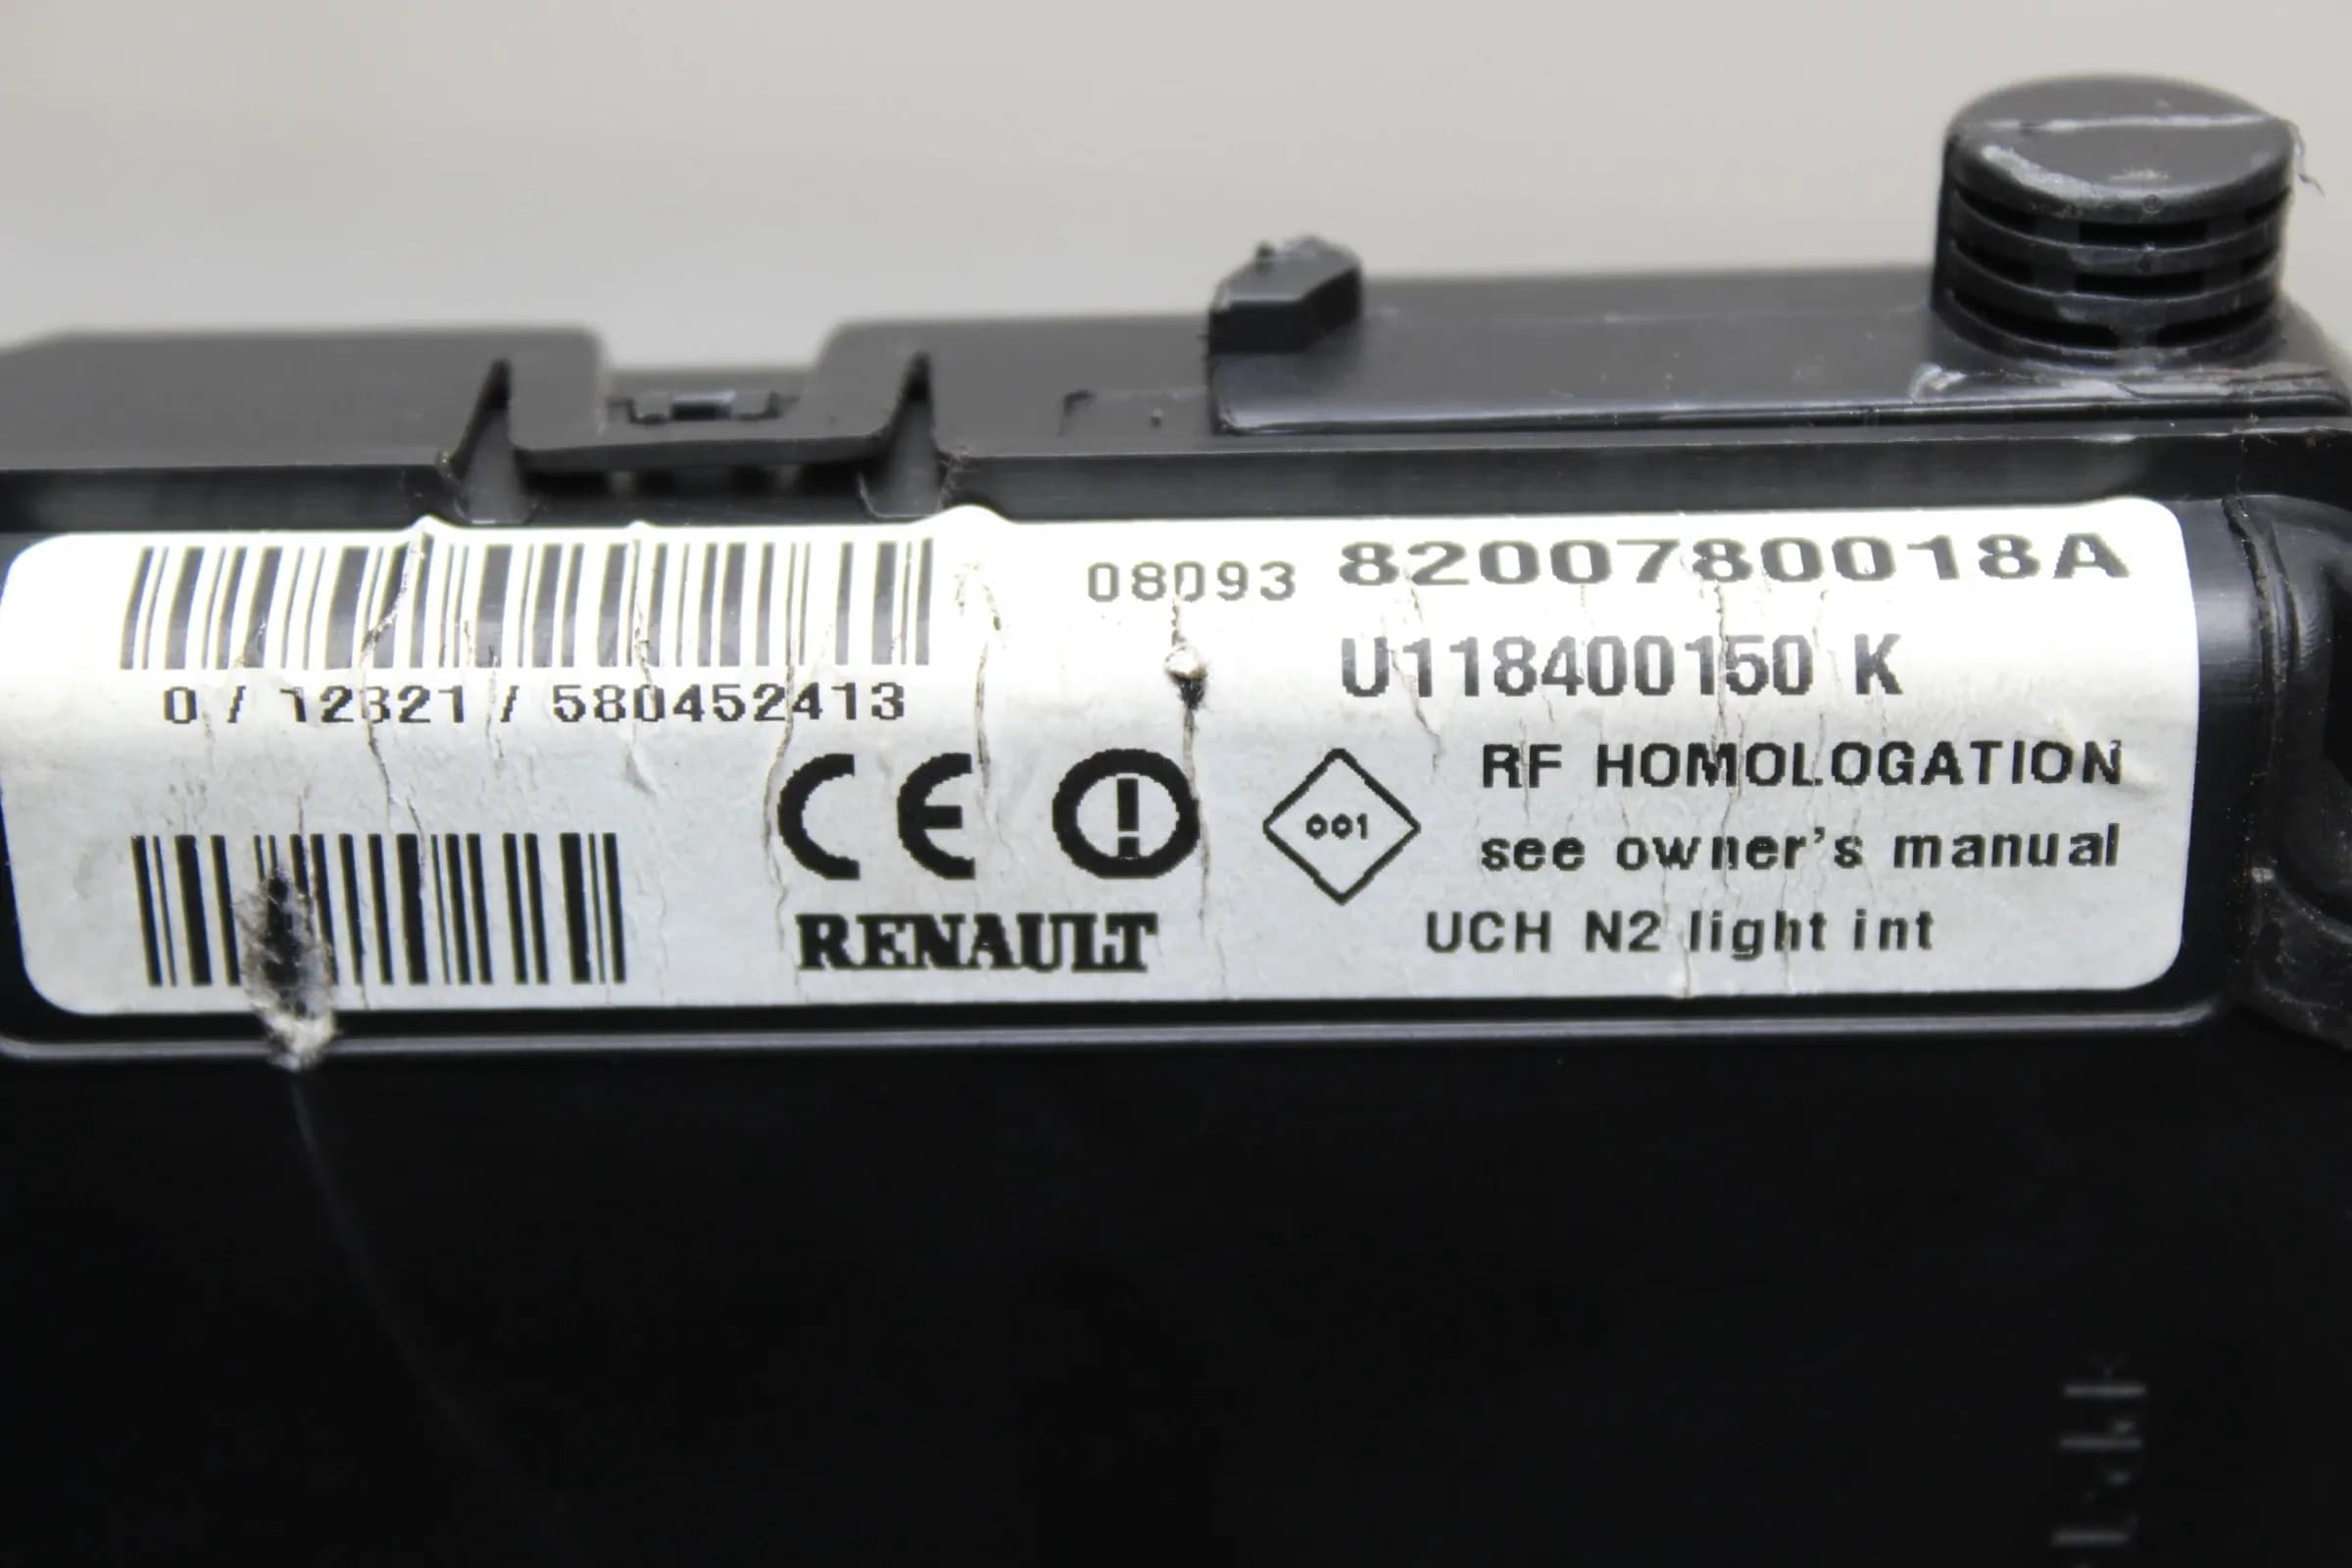 08093 8200780018A
U118400150 K
0 / 12321 / 580452413
CE
001
RF HOMOLOGATION
see owner's manual
RENAULT
UCH N2 light int